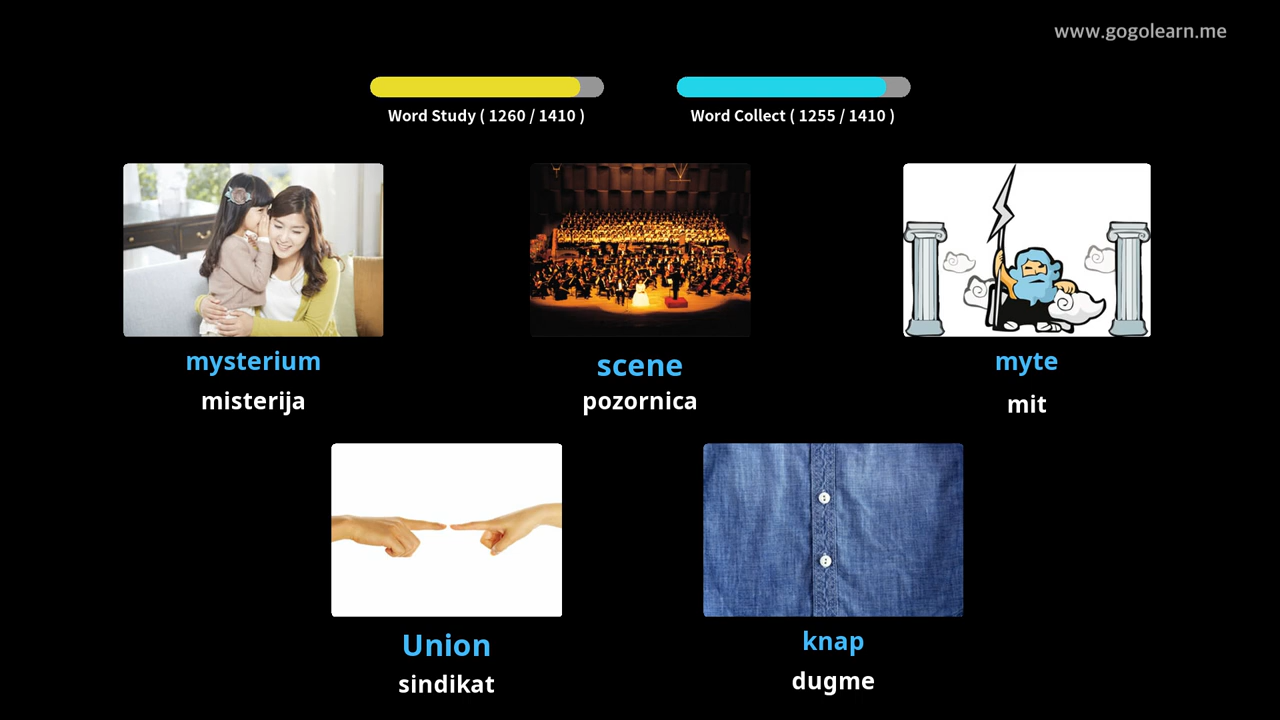 www.gogolearn.me
Word Study ( 1260 / 1410 )
Word Collect ( 1255 / 1410 )
mysterium
misterija
scene
pozornica
myte
mit
Union
sindikat
knap
dugme